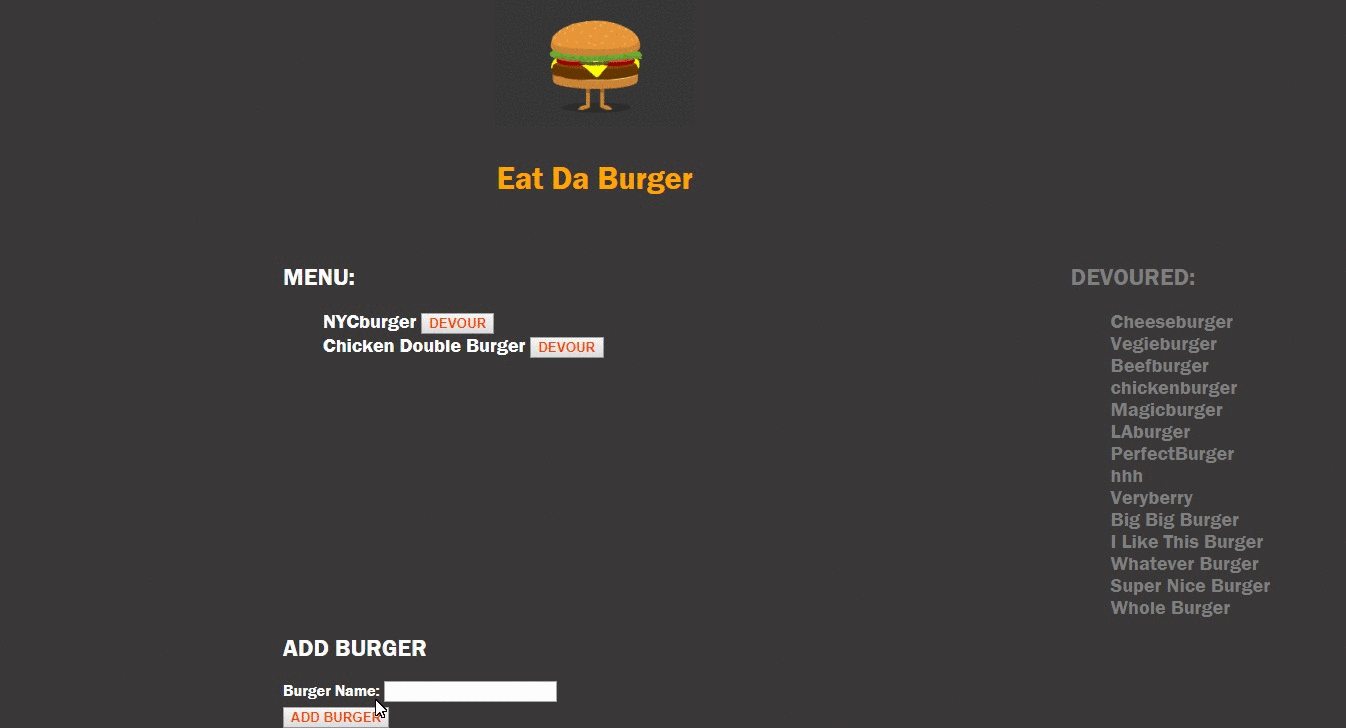 Eat Da Burger
MENU:
NYCburger DEVOUR
Chicken Double Burger DEVOUR
DEVOURED:
Cheeseburger
Vegieburger
Beefburger
chickenburger
Magicburger
LAburger
PerfectBurger
hhh
Veryberry
Big Big Burger
I Like This Burger
Whatever Burger
Super Nice Burger
Whole Burger
ADD BURGER
Burger Name:
ADD BURGER